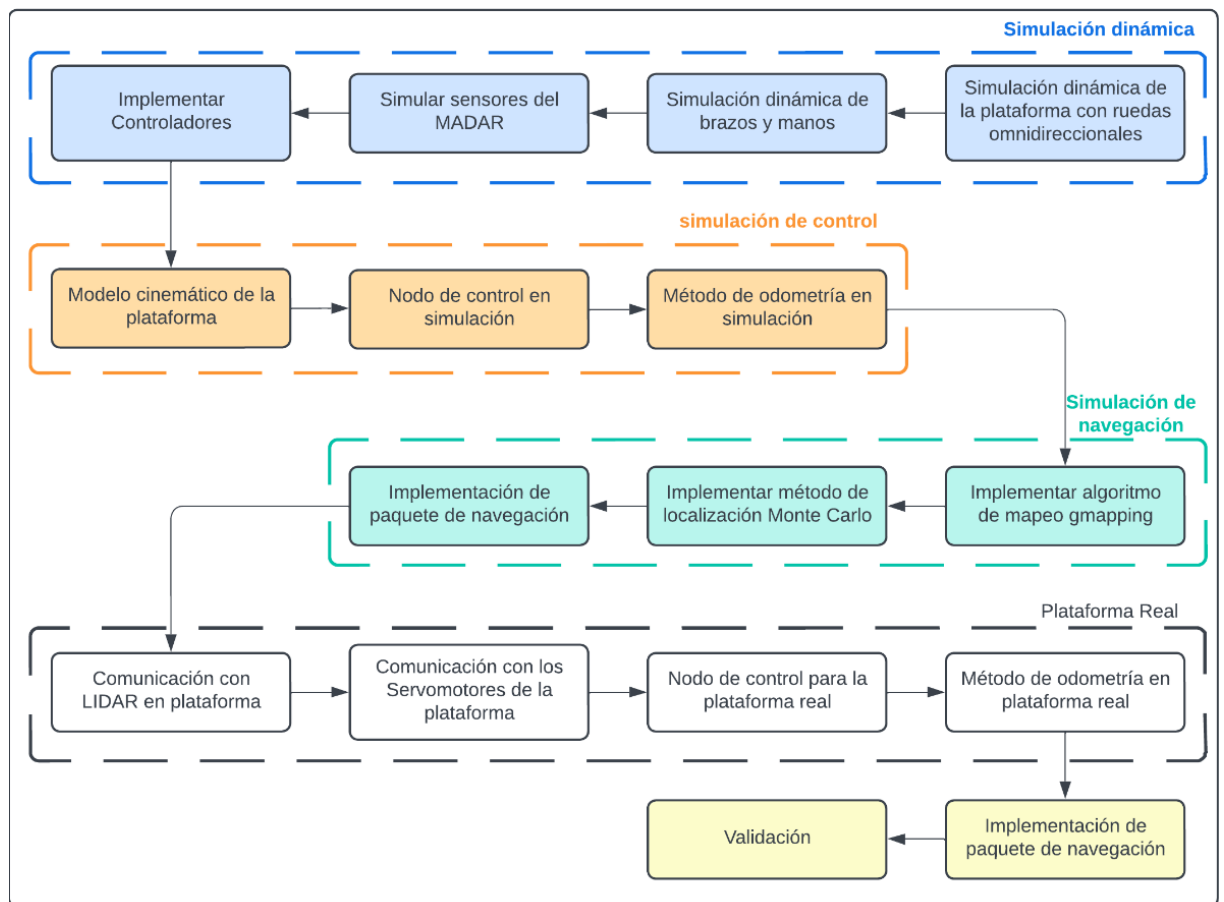 Simulación dinámica
Implementar
Controladores
Simular sensores del
MADAR
Simulación dinámica de
brazos y manos
Simulación dinámica de
la plataforma con ruedas
omnidireccionales
simulación de control
Modelo cinemático de la
plataforma
Nodo de control en
simulación
Método de odometría en
simulación
Simulación de
navegación
Implementación de
paquete de navegación
Implementar método de
localización Monte Carlo
Implementar algoritmo
de mapeo gmapping
Plataforma Real
Comunicación con
LIDAR en plataforma
Comunicación con los
Servomotores de la
plataforma
Nodo de control para la
plataforma real
Método de odometría en
plataforma real
Validación
Implementación de
paquete de navegación